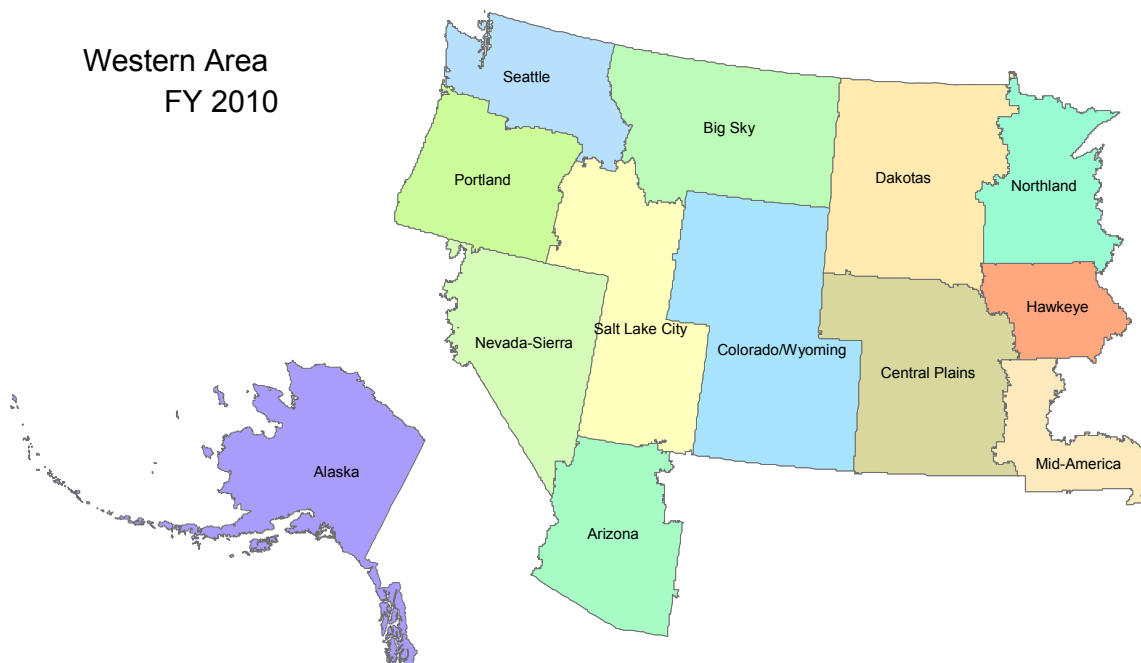 Western Area
FY 2010
Seattle
Big Sky
Portland
Dakotas
Northland
Hawkeye
Salt Lake City
Nevada-Sierra
Colorado/Wyoming
Central Plains
Mid-America
Alaska
Arizona